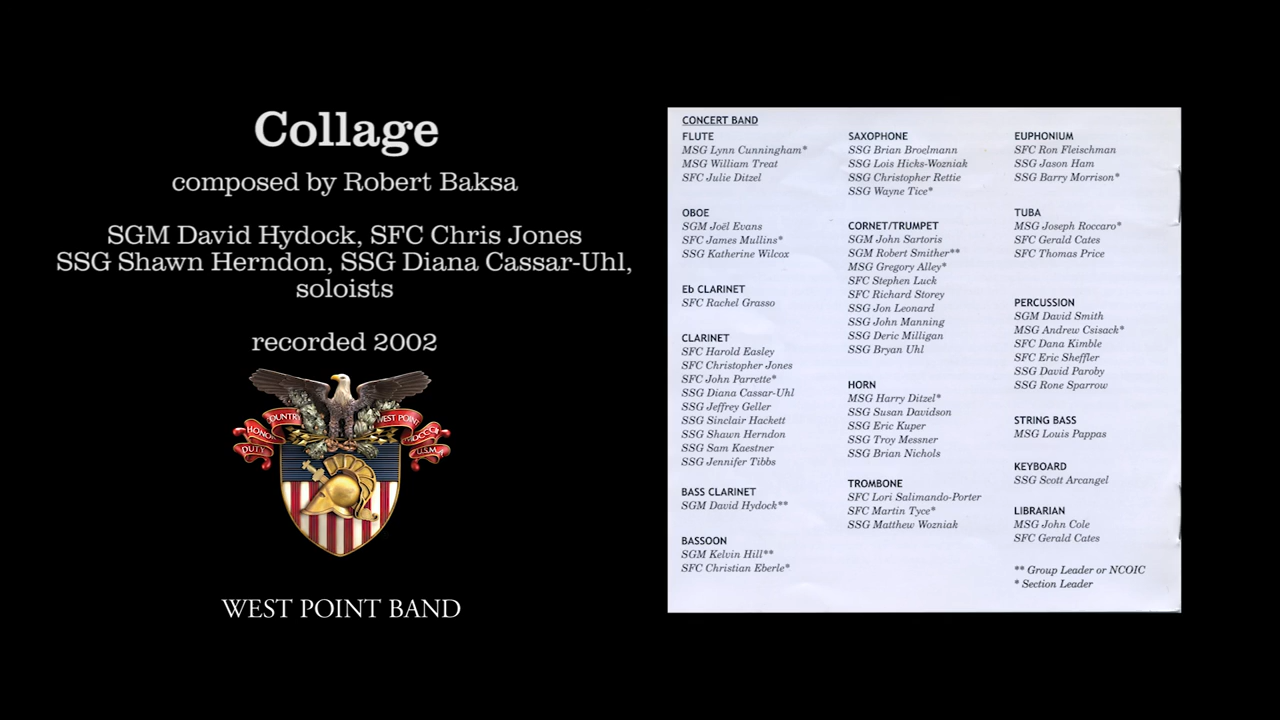 Collage
composed by Robert Baksa
SGM David Hydock, SFC Chris Jones
SSG Shawn Herndon, SSG Diana Cassar-Uhl,
soloists
recorded 2002
DUTY
HONOR
COUNTRY
WEST POINT
MDCCCII
U.S.M.A
WEST POINT BAND
CONCERT BAND
FLUTE
MSG Lynn Cunningham*
MSG William Treat
SFC Julie Ditzel
OBOE
SGM Joël Evans
SFC James Mullins*
SSG Katherine Wilcox
Eb CLARINET
SFC Rachel Grasso
CLARINET
SFC Harold Easley
SFC Christopher Jones
SFC John Parrette*
SSG Diana Cassar-Uhl
SSG Jeffrey Geller
SSG Sinclair Hackett
SSG Shawn Herndon
SSG Sam Kaestner
SSG Jennifer Tibbs
BASS CLARINET
SGM David Hydock**
BASSOON
SGM Kelvin Hill**
SFC Christian Eberle*
SAXOPHONE
SSG Brian Broelmann
SSG Lois Hicks-Wozniak
SSG Christopher Rettie
SSG Wayne Tice*
CORNET/TRUMPET
SGM John Sartoris
SGM Robert Smither**
MSG Gregory Alley*
SFC Stephen Luck
SFC Richard Storey
SSG Jon Leonard
SSG John Manning
SSG Deric Milligan
SSG Bryan Uhl
HORN
MSG Harry Ditzel*
SSG Susan Davidson
SSG Eric Kuper
SSG Troy Messner
SSG Brian Nichols
TROMBONE
SFC Lori Salimando-Porter
SFC Martin Tyce*
SSG Matthew Wozniak
EUPHONIUM
SFC Ron Fleischman
SSG Jason Ham
SSG Barry Morrison*
TUBA
MSG Joseph Roccaro*
SFC Gerald Cates
SFC Thomas Price
PERCUSSION
SGM David Smith
MSG Andrew Csisack*
SFC Dana Kimble
SFC Eric Sheffler
SSG David Paroby
SSG Rone Sparrow
STRING BASS
MSG Louis Pappas
KEYBOARD
SSG Scott Arcangel
LIBRARIAN
MSG John Cole
SFC Gerald Cates
** Group Leader or NCOIC
* Section Leader